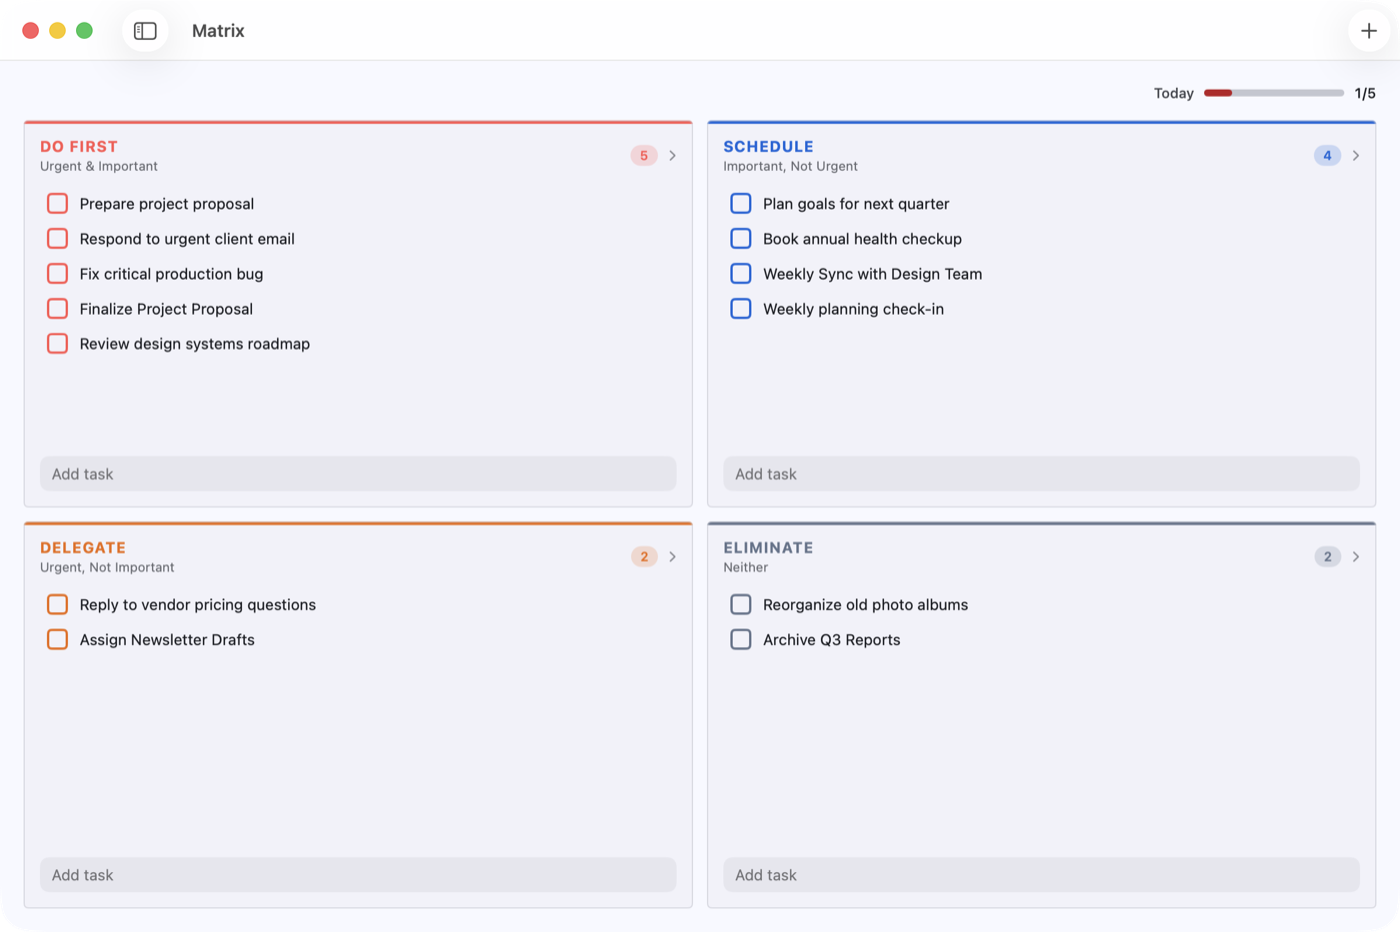 Matrix
Today 1/5
DO FIRST
Urgent & Important
5
Prepare project proposal
Respond to urgent client email
Fix critical production bug
Finalize Project Proposal
Review design systems roadmap
Add task
SCHEDULE
Important, Not Urgent
4
Plan goals for next quarter
Book annual health checkup
Weekly Sync with Design Team
Weekly planning check-in
Add task
DELEGATE
Urgent, Not Important
2
Reply to vendor pricing questions
Assign Newsletter Drafts
Add task
ELIMINATE
Neither
2
Reorganize old photo albums
Archive Q3 Reports
Add task